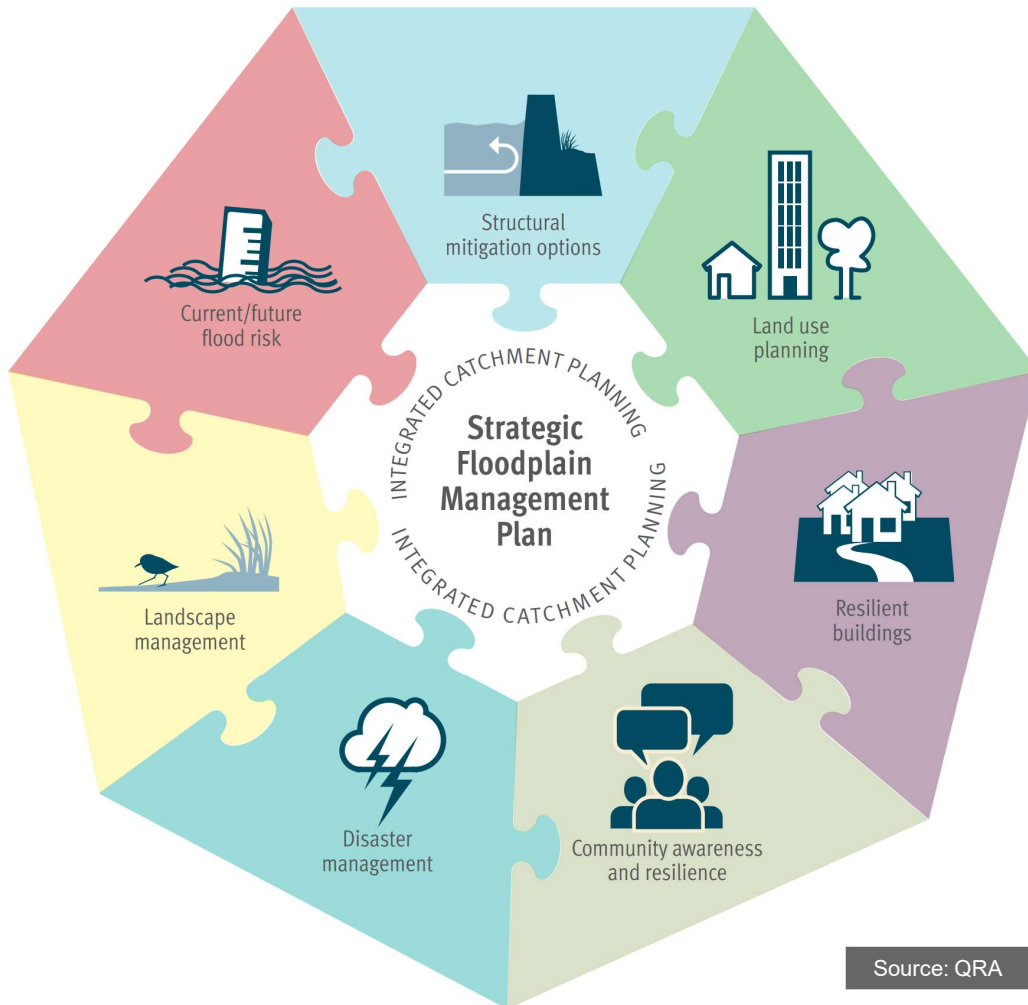 Structural
mitigation options
Land use
planning
Resilient
buildings
Community awareness
and resilience
Disaster
management
Landscape
management
Current/future
flood risk
INTEGRATED CATCHMENT PLANNING
INTEGRATED CATCHMENT PLANNING
Strategic
Floodplain
Management
Plan
Source: QRA